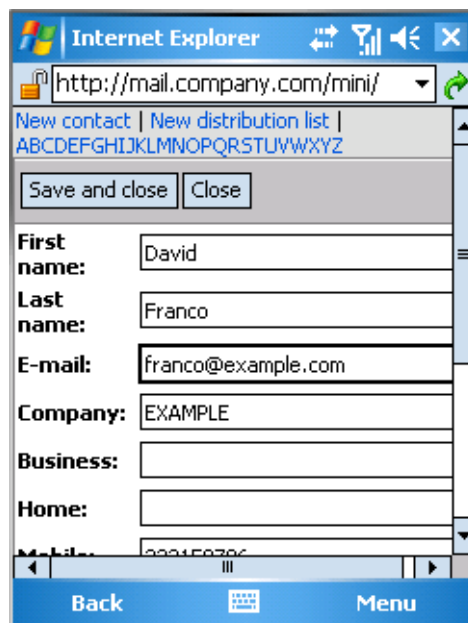 Internet Explorer
http://mail.company.com/mini/
New contact | New distribution list |
ABCDEFGHIJKLMNOPQRSTUVWXYZ
Save and close Close
First name: David
Last name: Franco
E-mail: franco@example.com
Company: EXAMPLE
Business:
Home:
Mobile:
Back Menu